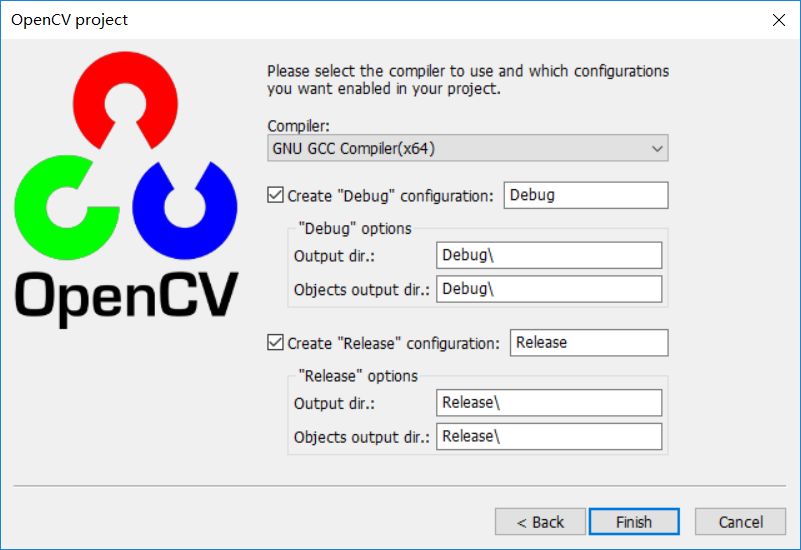 OpenCV project
Please select the compiler to use and which configurations
you want enabled in your project.
Compiler:
GNU GCC Compiler(x64)
Create "Debug" configuration: Debug
"Debug" options
Output dir.: Debug\
Objects output dir.: Debug\
OpenCV
Create "Release" configuration: Release
"Release" options
Output dir.: Release\
Objects output dir.: Release\
< Back Finish Cancel